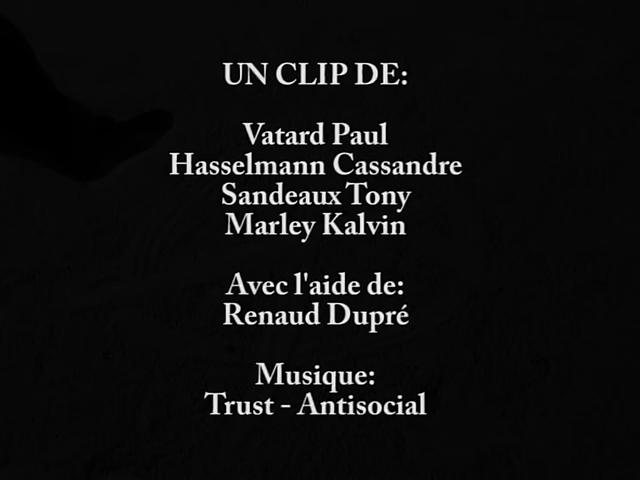 UN CLIP DE:
Vatard Paul
Hasselmann Cassandre
Sandeaux Tony
Marley Kalvin
Avec l'aide de:
Renaud Dupré
Musique:
Trust - Antisocial